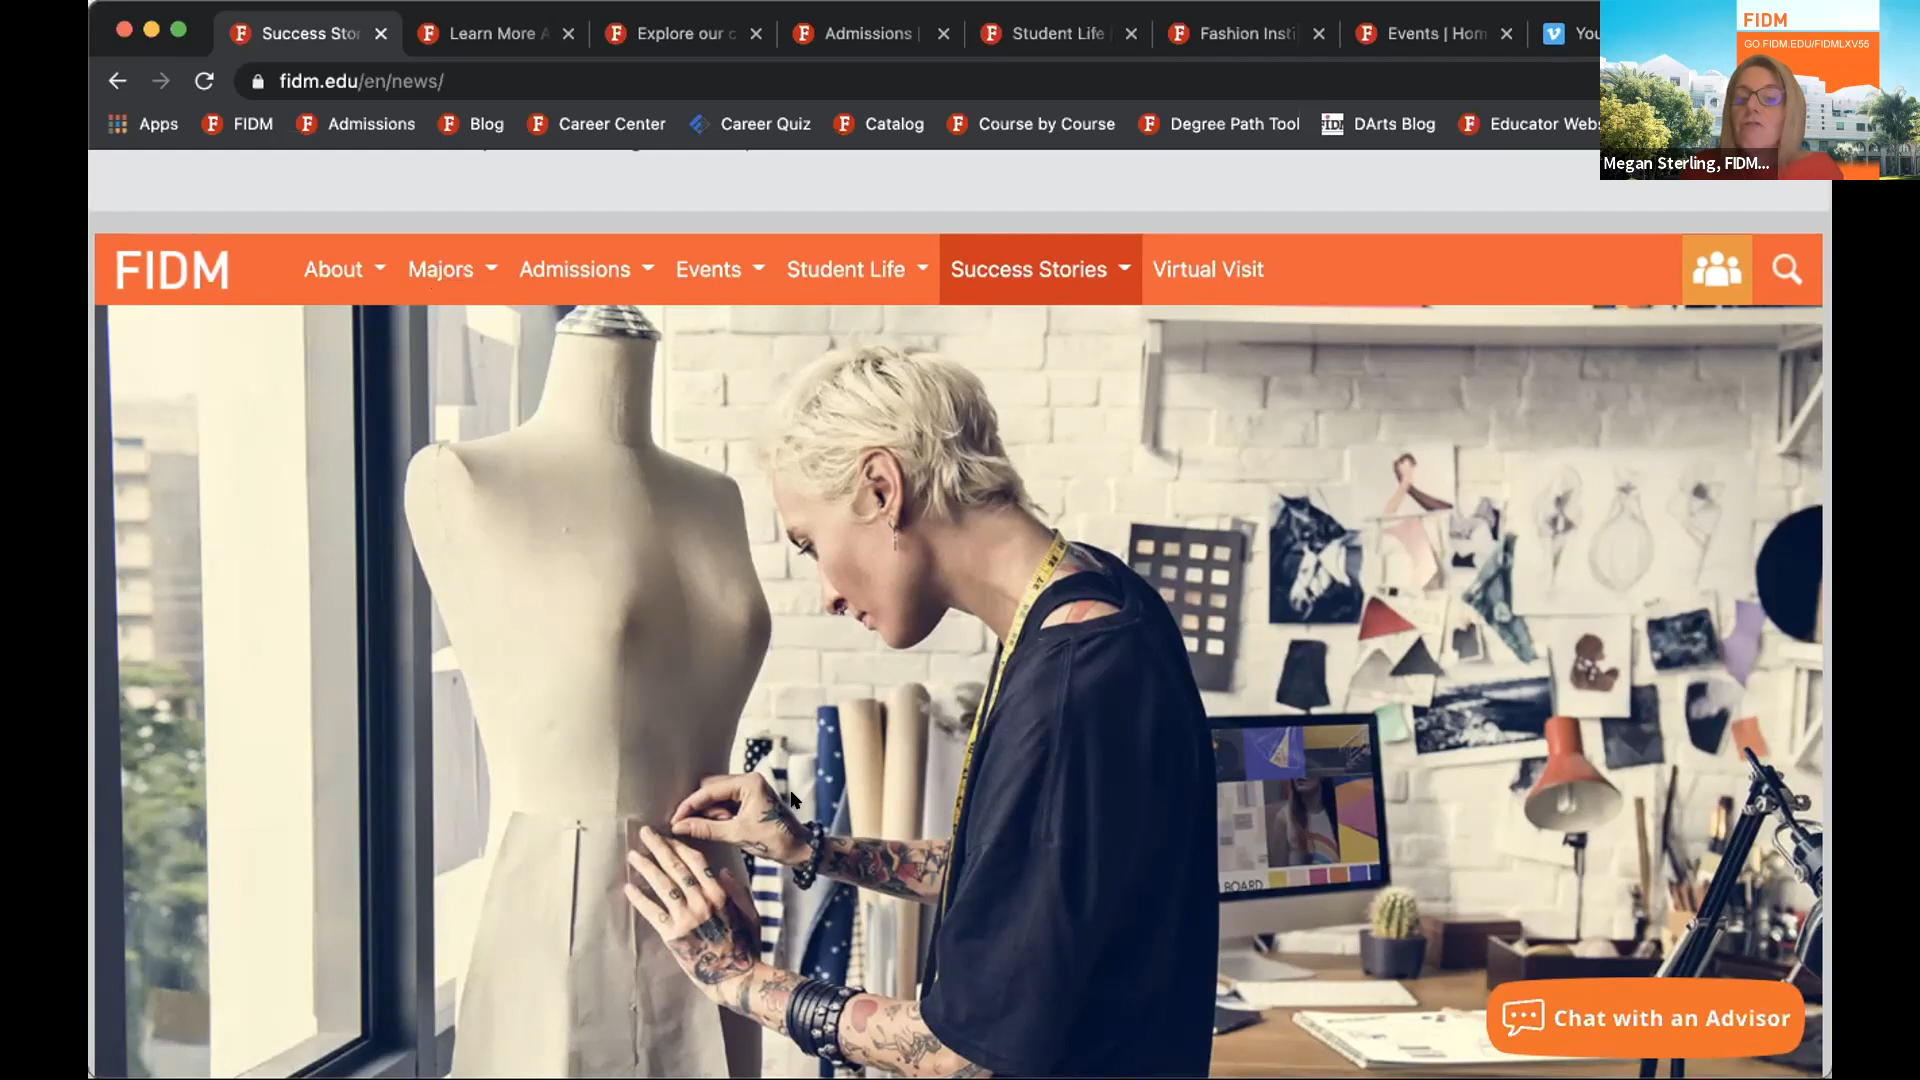 Success Stor
Learn More A
Explore our c
Admissions |
Student Life |
Fashion Insti
Events | Hom
You
FIDM
GO.FIDM.EDU/FIDMLXV55
fidm.edu/en/news/
Apps
FIDM
Admissions
Blog
Career Center
Career Quiz
Catalog
Course by Course
Degree Path Tool
DArts Blog
Educator Webs
Megan Sterling, FIDM...
FIDM
About
Majors
Admissions
Events
Student Life
Success Stories
Virtual Visit
BOARD
Chat with an Advisor